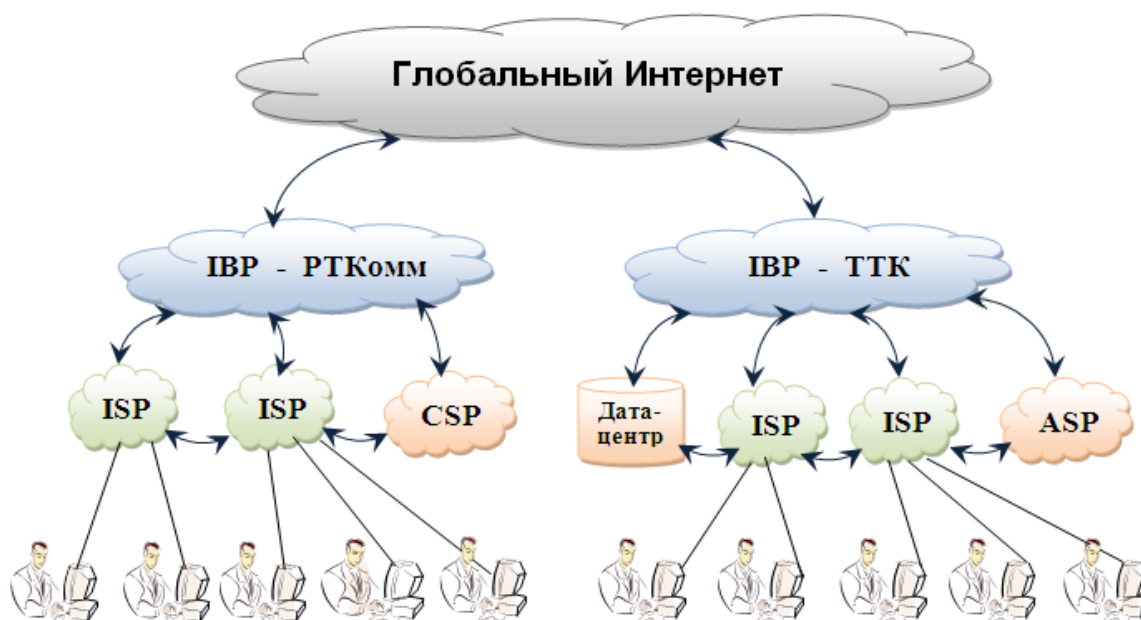 Глобальный Интернет
IBP - РТКомм
IBP - ТТК
ISP
ISP
CSP
Дата-
центр
ISP
ISP
ASP